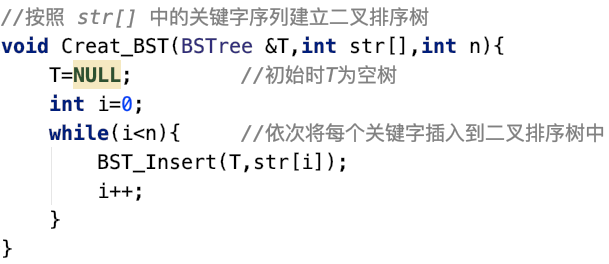 //按照 str[] 中的关键字序列建立二叉排序树
void Creat_BST(BSTree &T,int str[],int n){
    T=NULL;         //初始时T为空树
    int i=0;
    while(i<n){     //依次将每个关键字插入到二叉排序树中
        BST_Insert(T,str[i]);
        i++;
    }
}